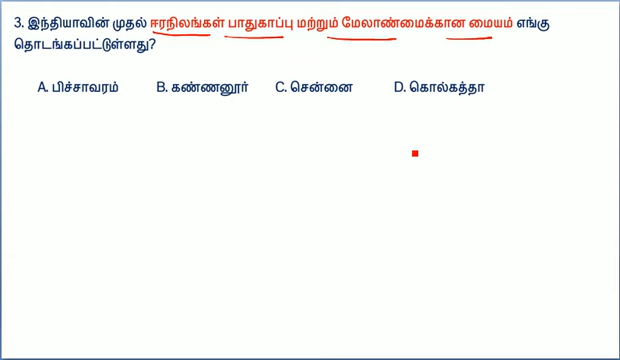 3. இந்தியாவின் முதல் ஈரநிலங்கள் பாதுகாப்பு மற்றும் மேலாண்மைக்கான மையம் எங்கு
தொடங்கப்பட்டுள்ளது?
A. பிச்சாவரம் B. கண்ணனூர் C. சென்னை D. கொல்கத்தா